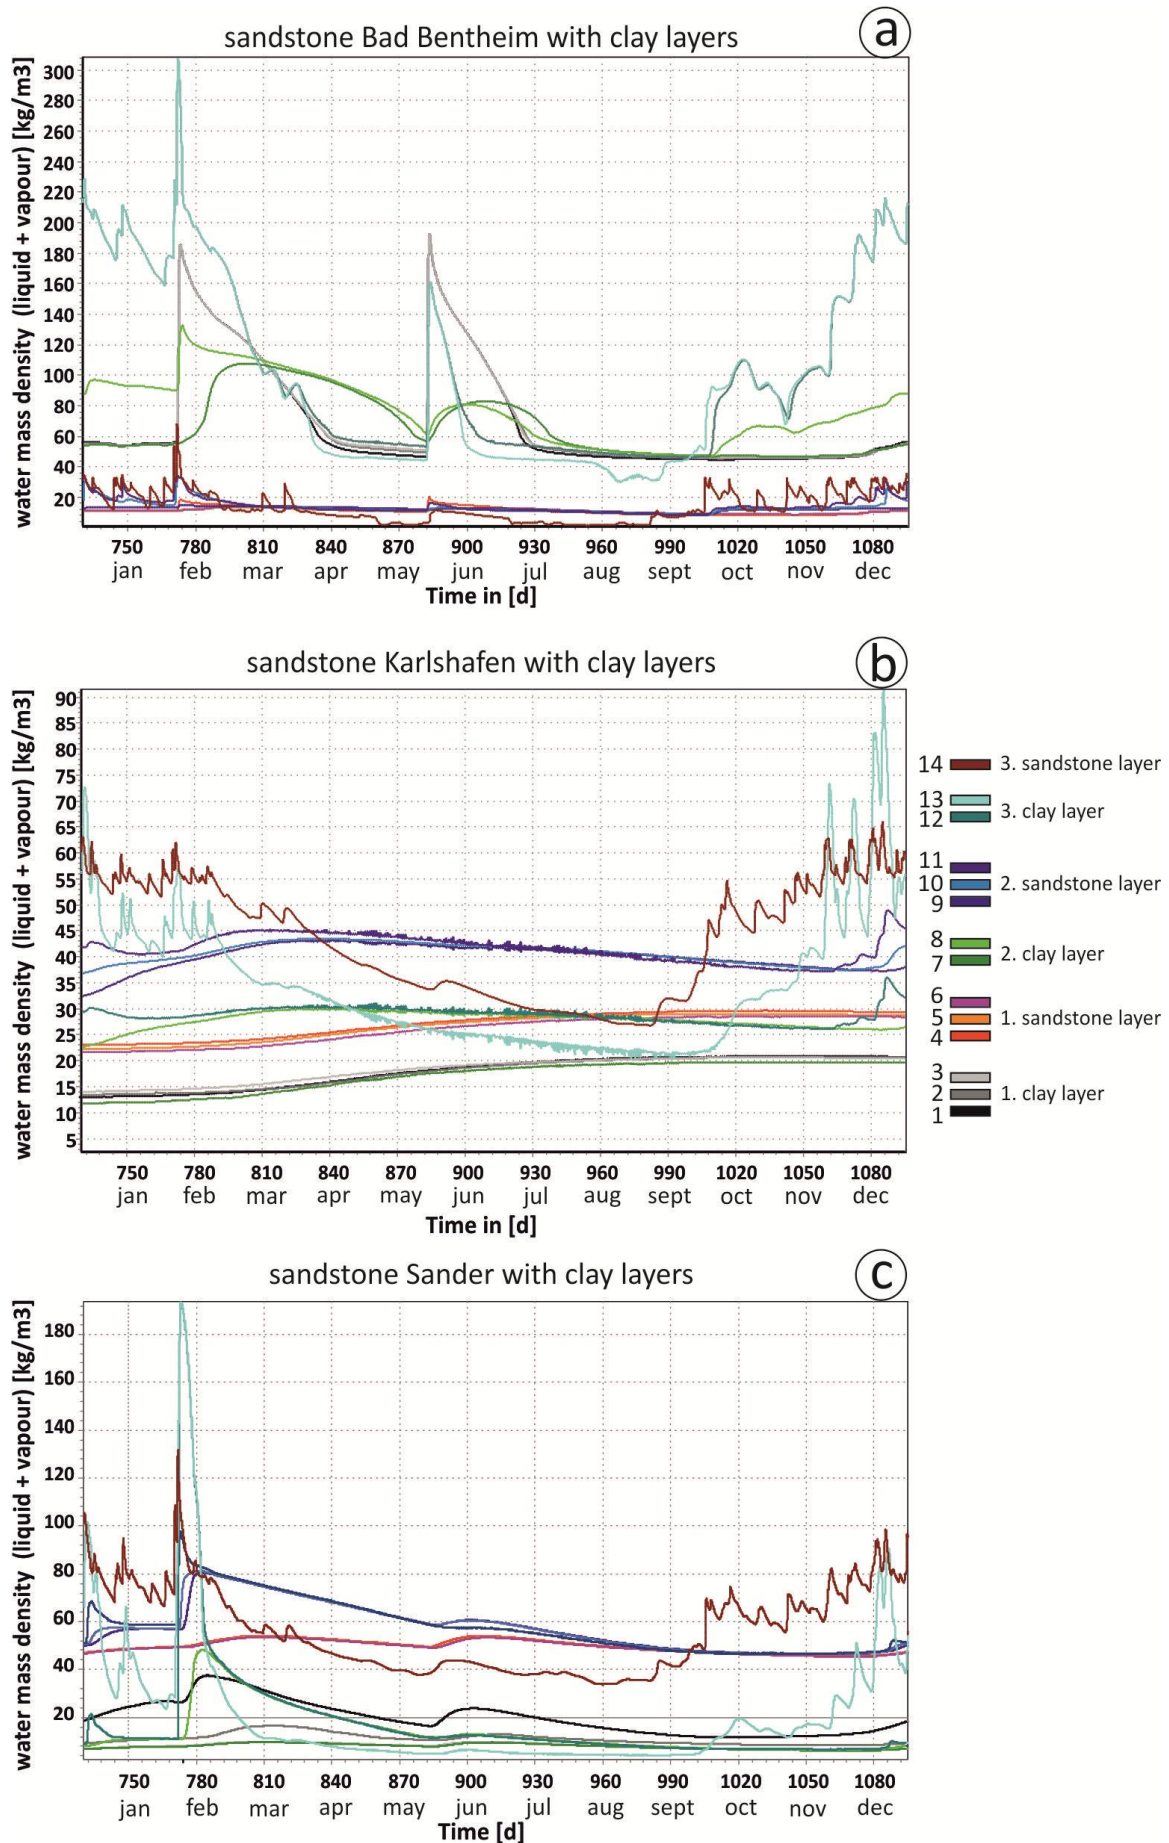 sandstone Bad Bentheim with clay layers
a
water mass density (liquid + vapour) [kg/m3]
300
280
260
240
220
200
180
160
140
120
100
80
60
40
20
750 780 810 840 870 900 930 960 990 1020 1050 1080
jan feb mar apr may jun jul aug sept oct nov dec
Time in [d]
sandstone Karlshafen with clay layers
b
water mass density (liquid + vapour) [kg/m3]
90
85
80
75
70
65
60
55
50
45
40
35
30
25
20
15
10
5
750 780 810 840 870 900 930 960 990 1020 1050 1080
jan feb mar apr may jun jul aug sept oct nov dec
Time in [d]
14 3. sandstone layer
13
12 3. clay layer
11
10 2. sandstone layer
9
8
7 2. clay layer
6
5 1. sandstone layer
4
3
2 1. clay layer
1
sandstone Sander with clay layers
c
water mass density (liquid + vapour) [kg/m3]
180
160
140
120
100
80
60
40
20
750 780 810 840 870 900 930 960 990 1020 1050 1080
jan feb mar apr may jun jul aug sept oct nov dec
Time [d]